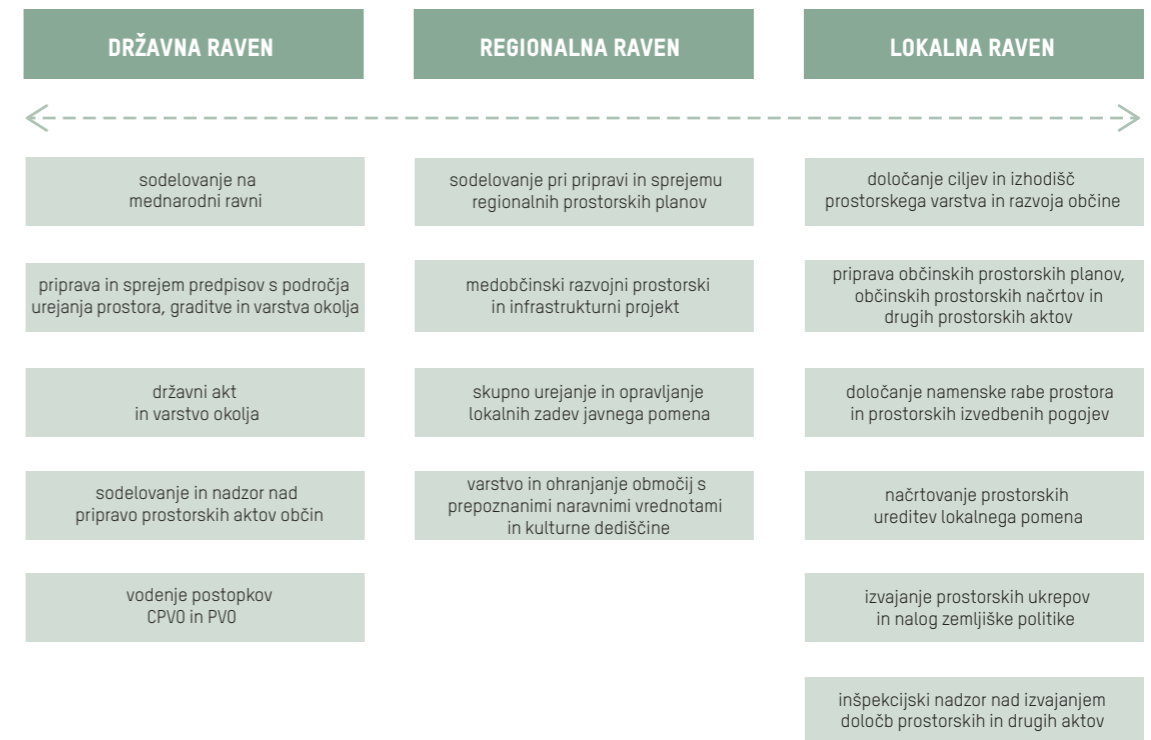 DRŽAVNA RAVEN
sodelovanje na
mednarodni ravni
priprava in sprejem predpisov s področja
urejanja prostora, graditve in varstva okolja
državni akt
in varstvo okolja
sodelovanje in nadzor nad
pripravo prostorskih aktov občin
vodenje postopkov
CPVO in PVO
REGIONALNA RAVEN
sodelovanje pri pripravi in sprejemu
regionalnih prostorskih planov
medobčinski razvojni prostorski
in infrastrukturni projekt
skupno urejanje in opravljanje
lokalnih zadev javnega pomena
varstvo in ohranjanje območij s
prepoznanimi naravnimi vrednotami
in kulturne dediščine
LOKALNA RAVEN
določanje ciljev in izhodišč
prostorskega varstva in razvoja občine
priprava občinskih prostorskih planov,
občinskih prostorskih načrtov in
drugih prostorskih aktov
določanje namenske rabe prostora
in prostorskih izvedbenih pogojev
načrtovanje prostorskih
ureditev lokalnega pomena
izvajanje prostorskih ukrepov
in nalog zemljiške politike
inšpekcijski nadzor nad izvajanjem
določb prostorskih in drugih aktov